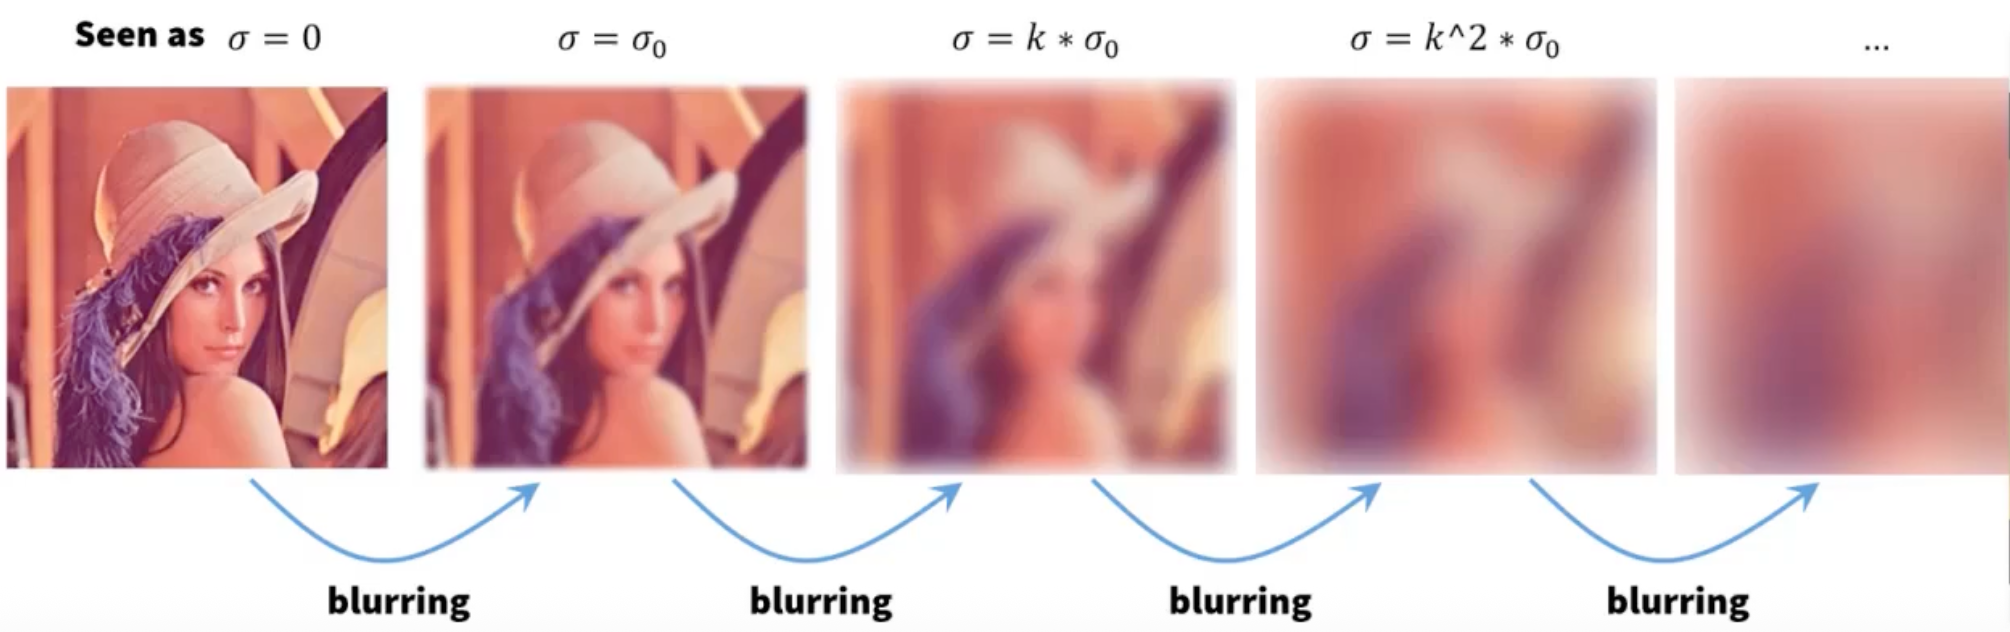 Seen as σ = 0 σ = σ₀ σ = k ∗ σ₀ σ = k^2 ∗ σ₀ ...
blurring blurring blurring blurring